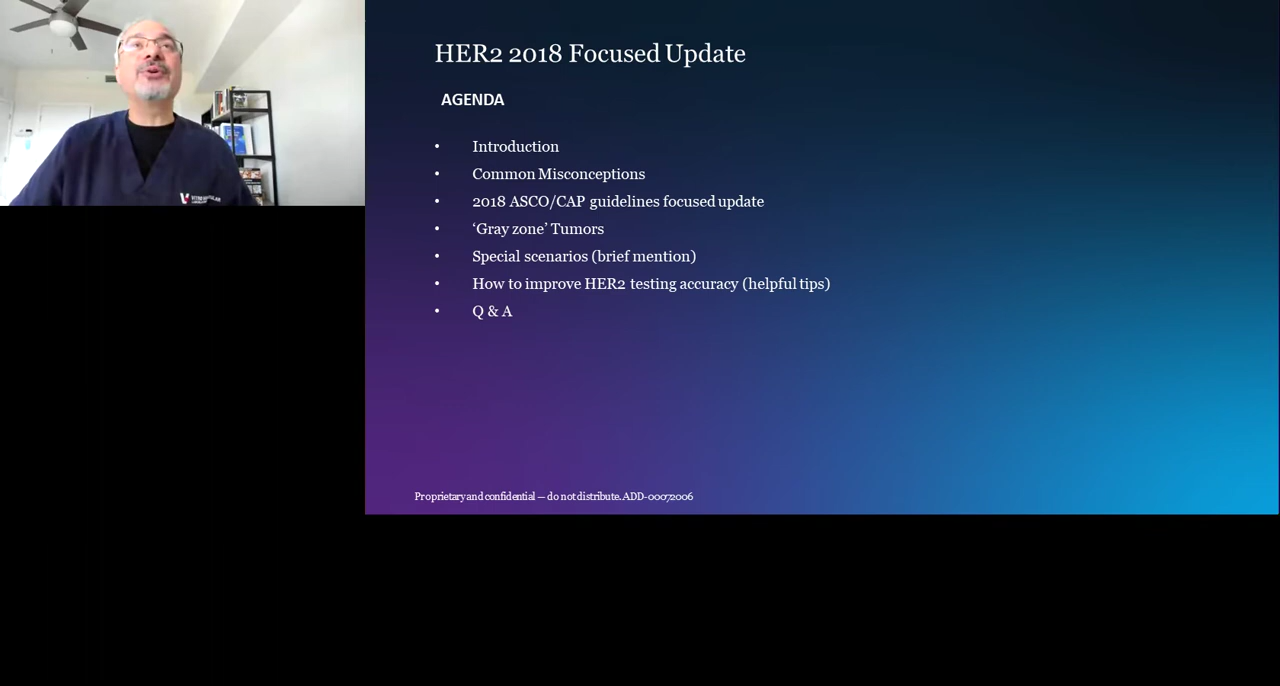 HER2 2018 Focused Update
AGENDA
• Introduction
• Common Misconceptions
• 2018 ASCO/CAP guidelines focused update
• ‘Gray zone’ Tumors
• Special scenarios (brief mention)
• How to improve HER2 testing accuracy (helpful tips)
• Q & A
Proprietary and confidential — do not distribute. ADD-00072006